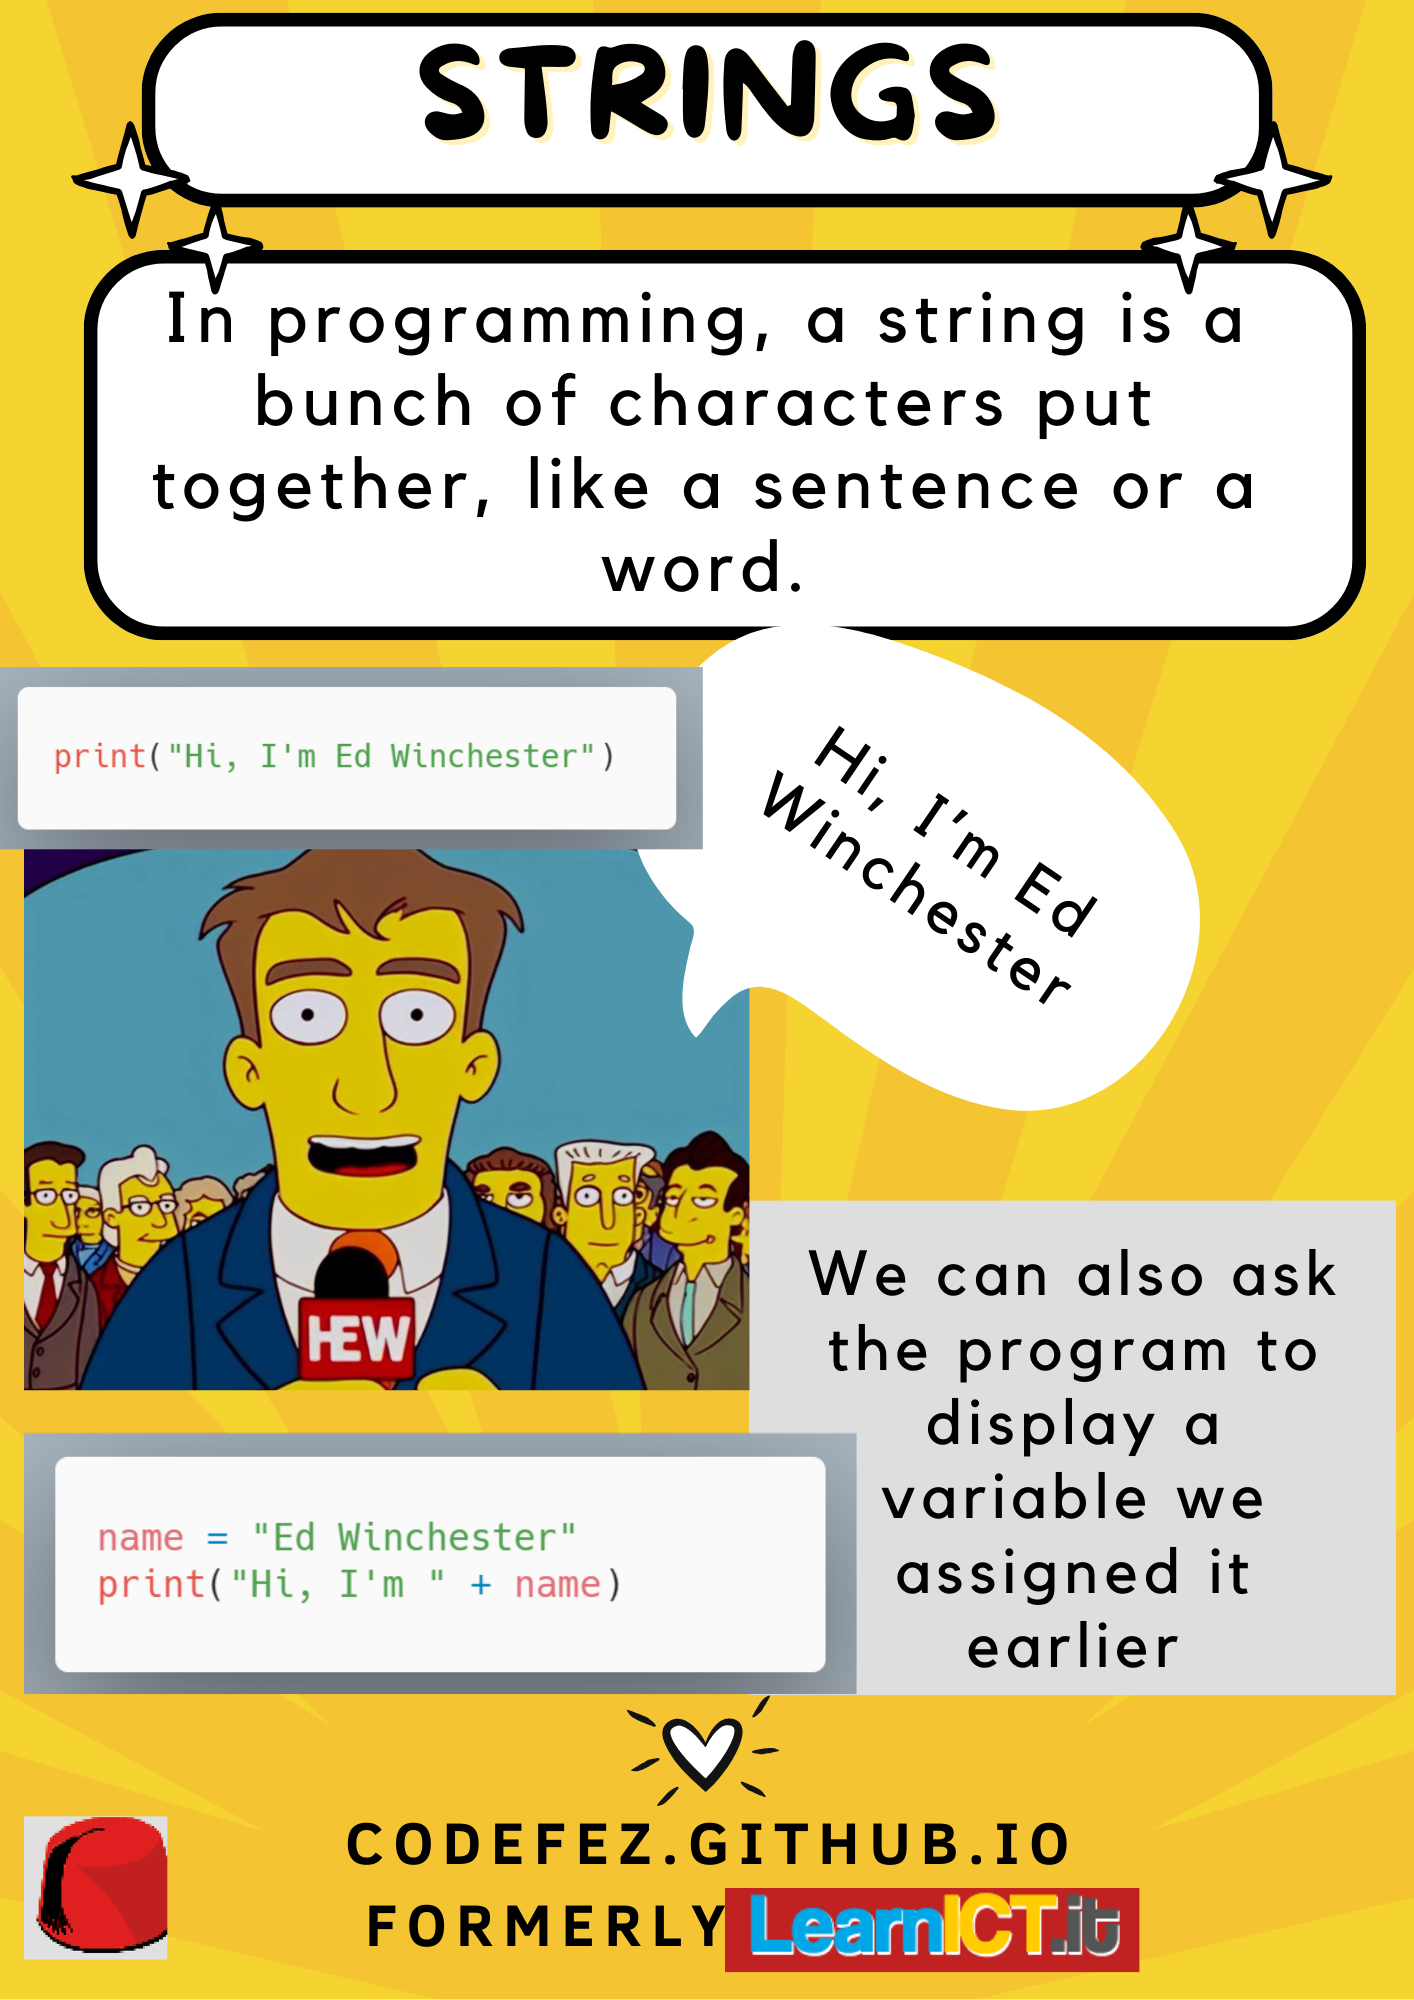 STRINGS
In programming, a string is a
bunch of characters put
together, like a sentence or a
word.
print("Hi, I'm Ed Winchester")
Hi, I'm Ed
Winchester
HEW
We can also ask
the program to
display a
variable we
assigned it
earlier
name = "Ed Winchester"
print("Hi, I'm " + name)
CODEFEZ.GITHUB.IO
FORMERLY LearnICT.it